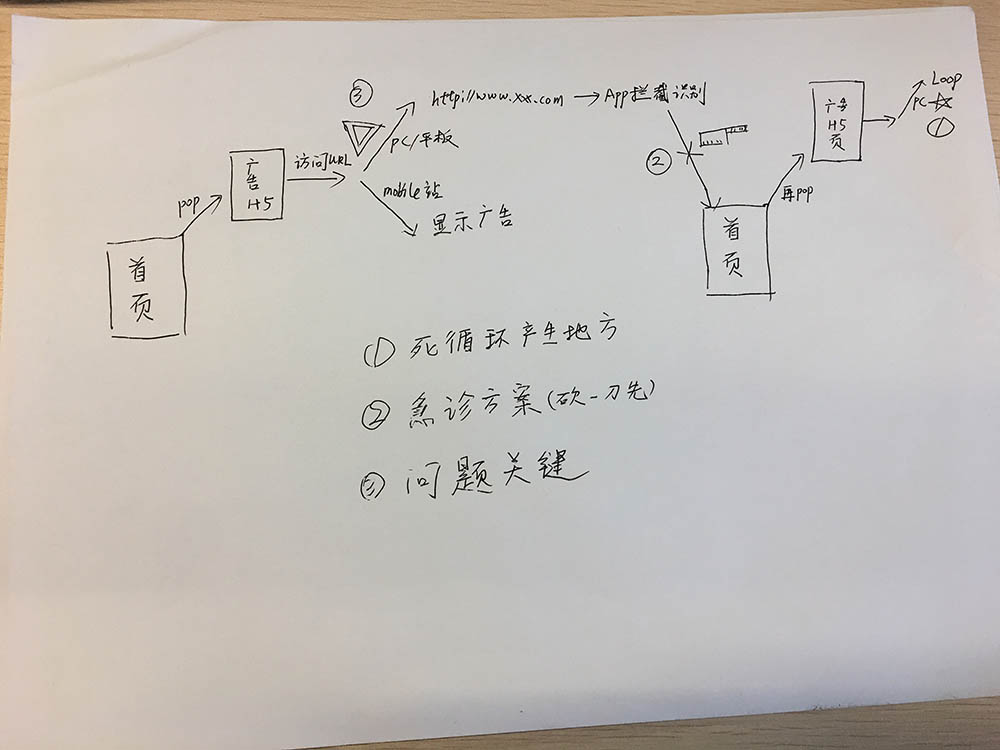 ③
http://www.xx.com → App拦截识别
PC/平板
广告H5
访问URL
mobile站
显示广告
pop
首页
②
首页
再pop
广告H5页
Loop
PC
①
① 死循环产生地方
② 急诊方案(砍一刀先)
③ 问题关键